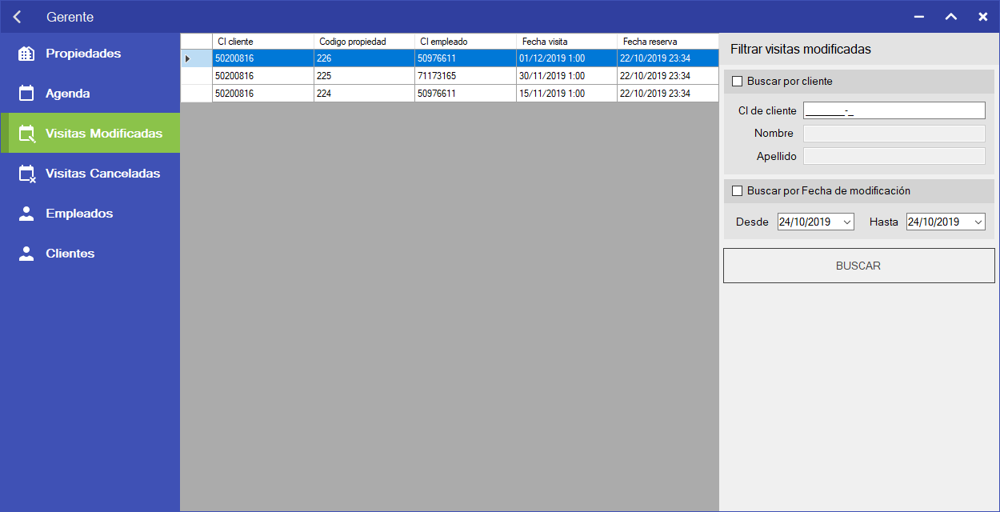 Gerente
Propiedades
Agenda
Visitas Modificadas
Visitas Canceladas
Empleados
Clientes
CI cliente Codigo propiedad CI empleado Fecha visita Fecha reserva
50200816 226 50976611 01/12/2019 1:00 22/10/2019 23:34
50200816 225 71173165 30/11/2019 1:00 22/10/2019 23:34
50200816 224 50976611 15/11/2019 1:00 22/10/2019 23:34
Filtrar visitas modificadas
Buscar por cliente
CI de cliente _______-_
Nombre
Apellido
Buscar por Fecha de modificación
Desde 24/10/2019 Hasta 24/10/2019
BUSCAR